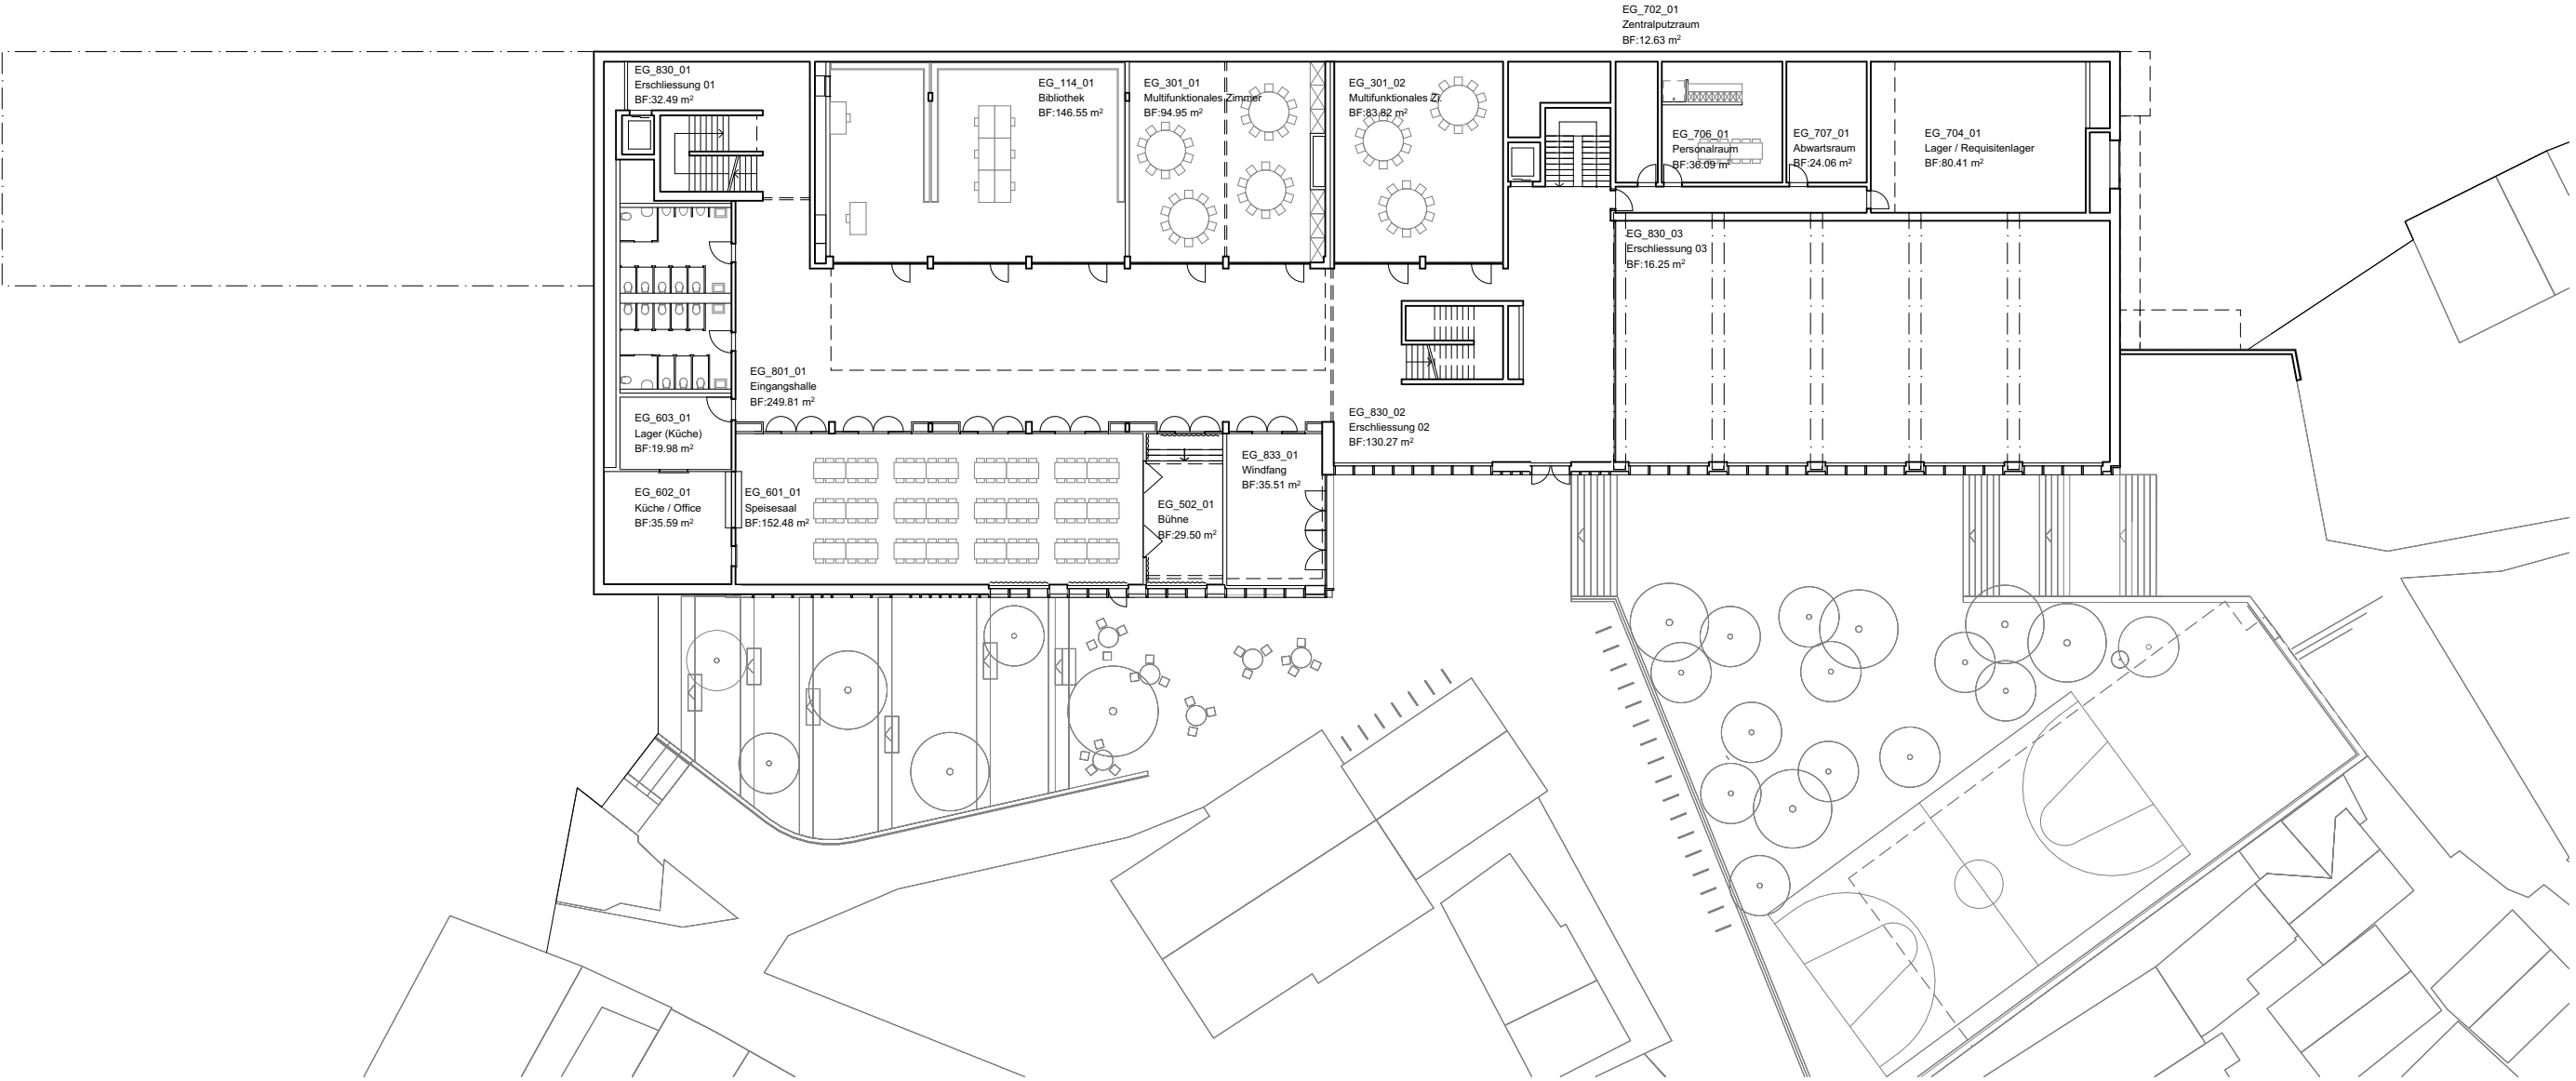 EG_702_01
Zentralputzraum
BF:12.63 m²
EG_830_01
Erschliessung 01
BF:32.49 m²
EG_114_01
Bibliothek
BF:146.55 m²
EG_301_01
Multifunktionales Zimmer
BF:94.95 m²
EG_301_02
Multifunktionales Zi.
BF:83.82 m²
EG_706_01
Personalraum
BF:36.09 m²
EG_707_01
Abwartsraum
BF:24.06 m²
EG_704_01
Lager / Requisitenlager
BF:80.41 m²
EG_830_03
Erschliessung 03
BF:16.25 m²
EG_801_01
Eingangshalle
BF:249.81 m²
EG_603_01
Lager (Küche)
BF:19.98 m²
EG_830_02
Erschliessung 02
BF:130.27 m²
EG_833_01
Windfang
BF:35.51 m²
EG_602_01
Küche / Office
BF:35.59 m²
EG_601_01
Speisesaal
BF:152.48 m²
EG_502_01
Bühne
BF:29.50 m²